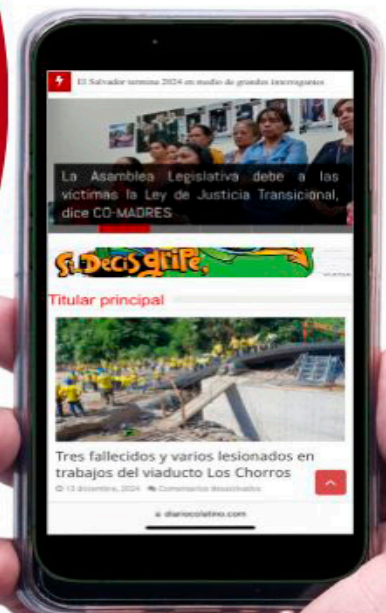 El Salvador termina 2024 en medio de grandes interrogantes
La Asamblea Legislativa debe a las
víctimas la Ley de Justicia Transicional,
dice CO-MADRES
Si Decis gripe,
Titular principal
Tres fallecidos y varios lesionados en
trabajos del viaducto Los Chorros
13 diciembre, 2024 Comentarios desactivados
diariocolatino.com